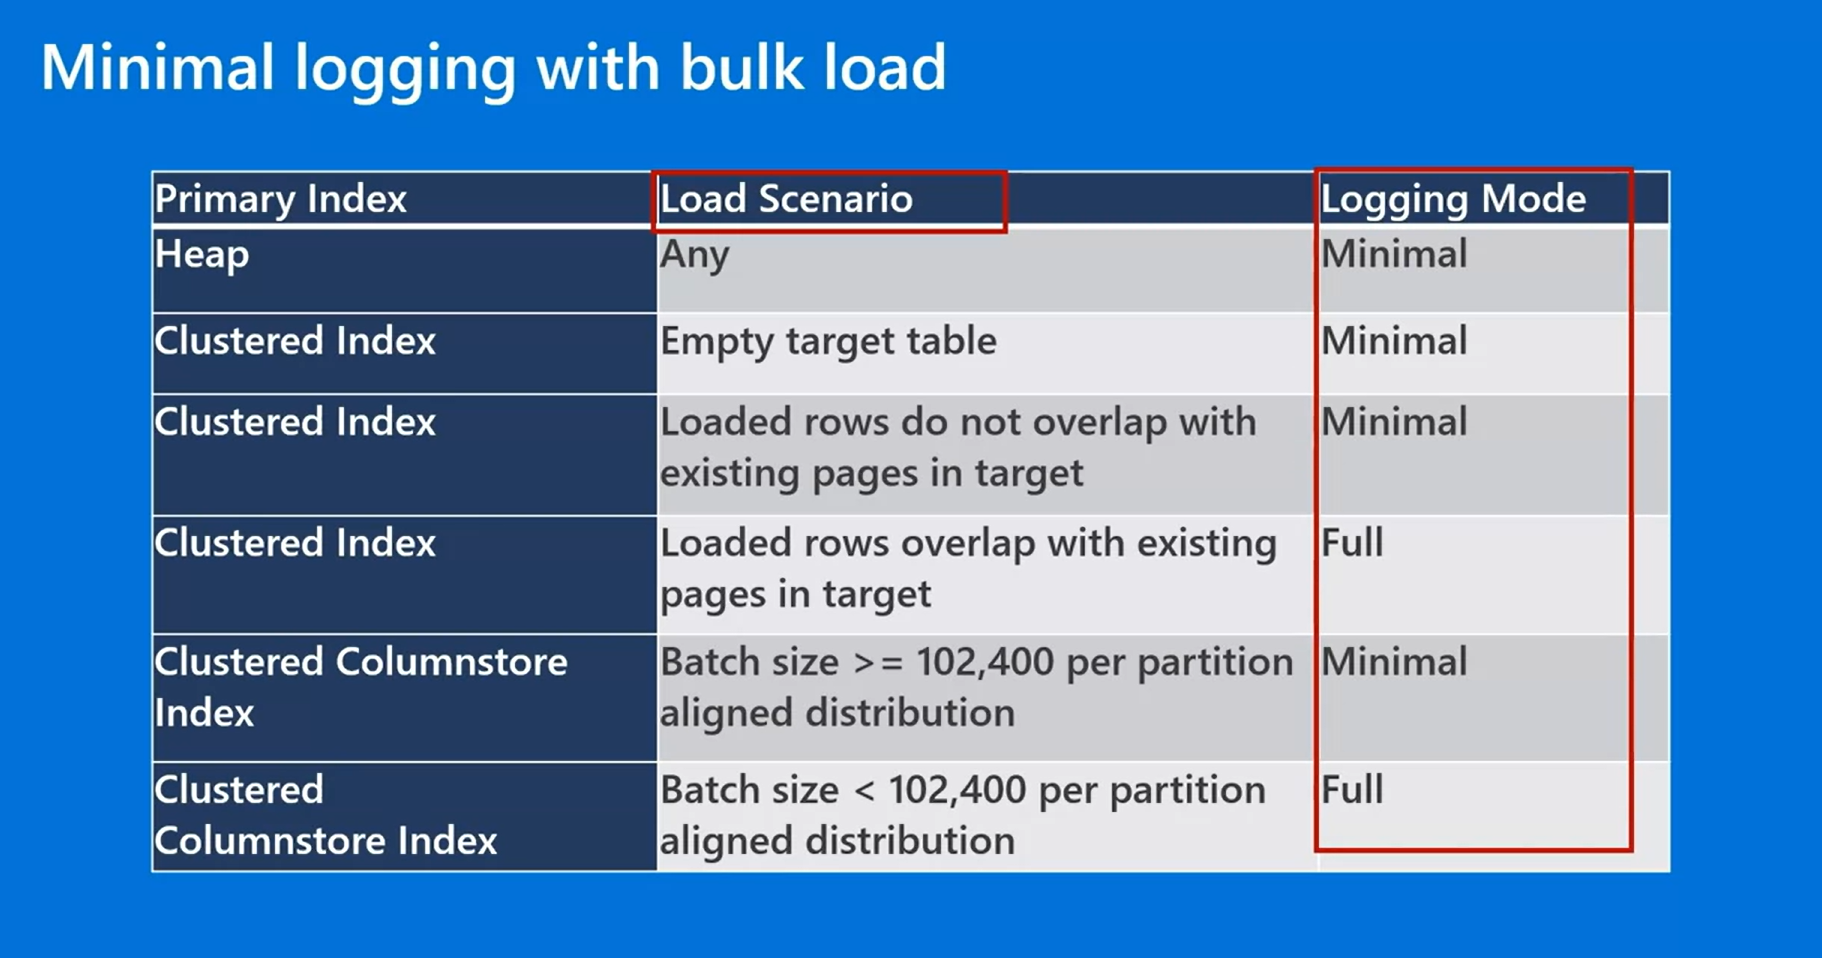 Minimal logging with bulk load
Primary Index
Load Scenario
Logging Mode
Heap
Any
Minimal
Clustered Index
Empty target table
Minimal
Clustered Index
Loaded rows do not overlap with
existing pages in target
Minimal
Clustered Index
Loaded rows overlap with existing
pages in target
Full
Clustered Columnstore
Index
Batch size >= 102,400 per partition
aligned distribution
Minimal
Clustered
Columnstore Index
Batch size < 102,400 per partition
aligned distribution
Full